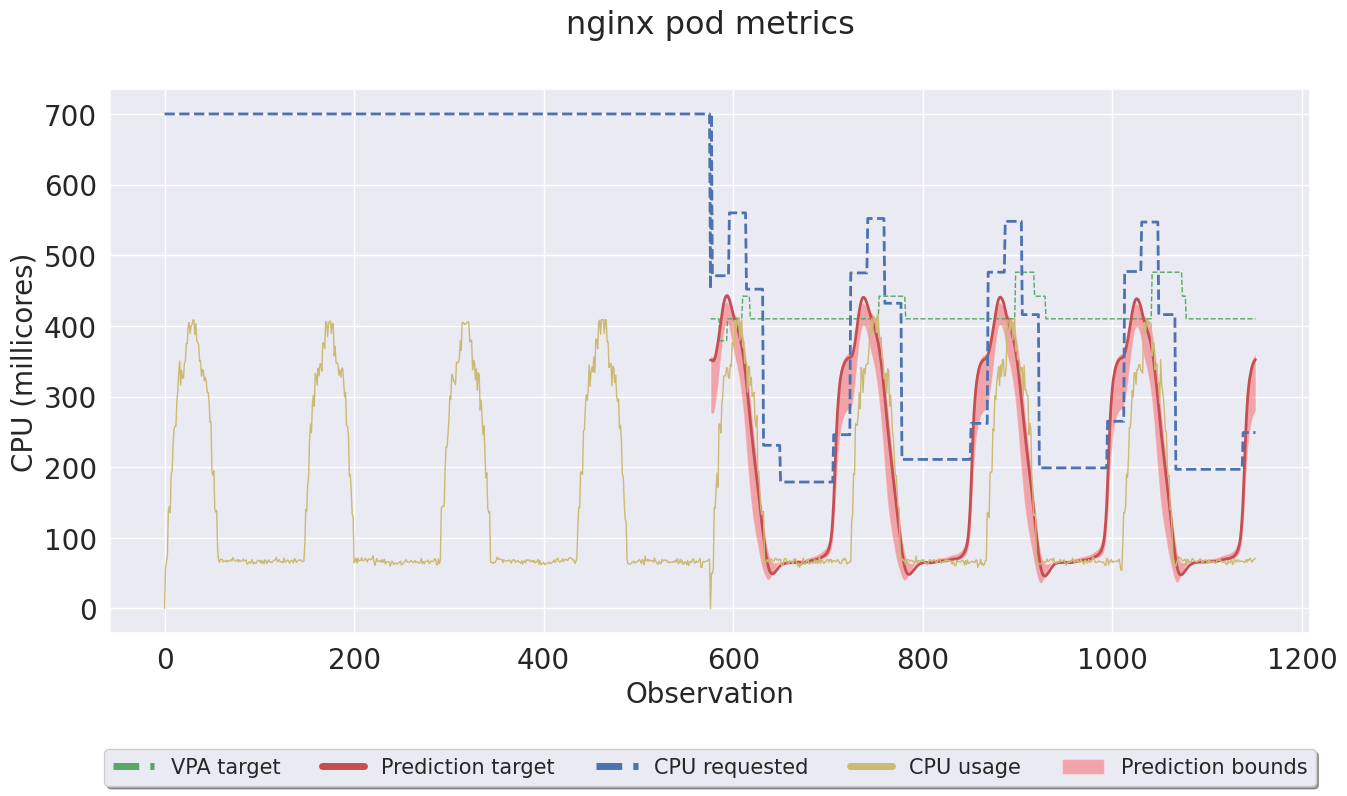 nginx pod metrics
CPU (millicores)
700
600
500
400
300
200
100
0
0 200 400 600 800 1000 1200
Observation
VPA target Prediction target CPU requested CPU usage Prediction bounds